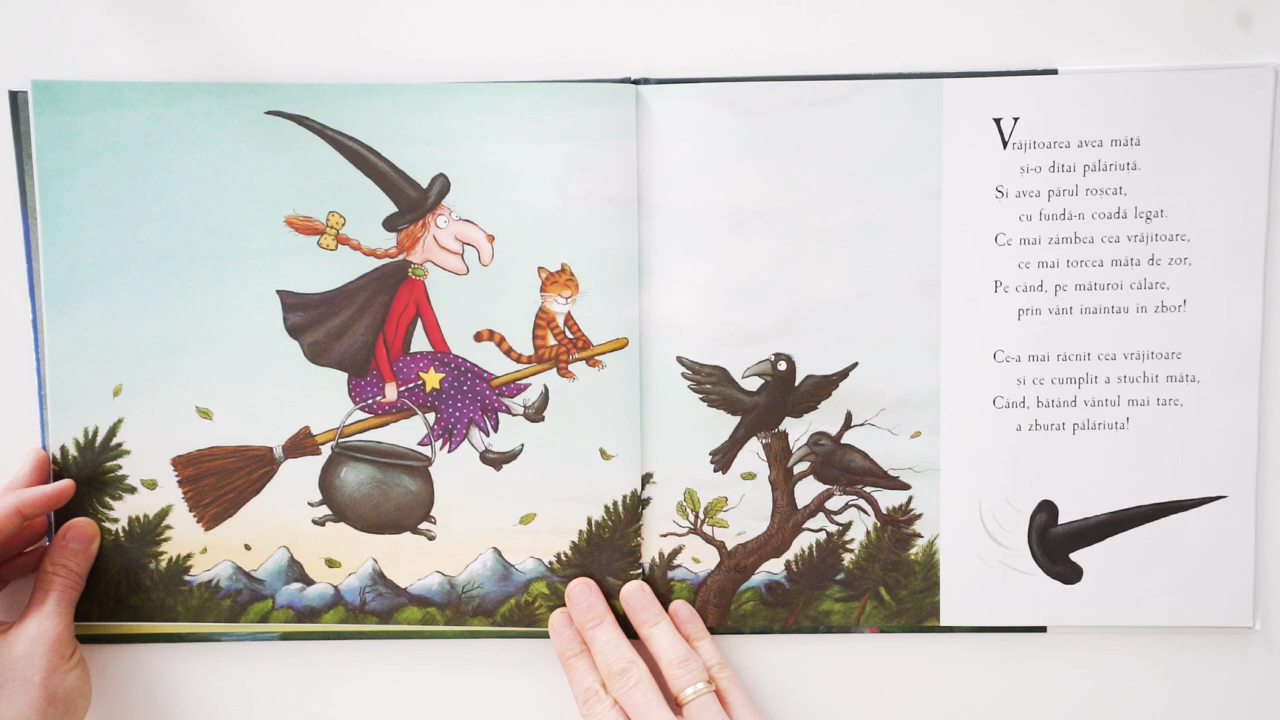 Vrăjitoarea avea mâță
și-o ditai pălăriuță.
Și avea părul roșcat,
cu fundă-n coadă legat.
Ce mai zâmbea cea vrăjitoare,
ce mai torcea mâța de zor,
Pe când, pe măturoi călare,
prin vânt înaintau în zbor!
Ce-a mai răcnit cea vrăjitoare
și ce cumplit a stuchit mâța,
Când, bătând vântul mai tare,
a zburat pălăriuța!